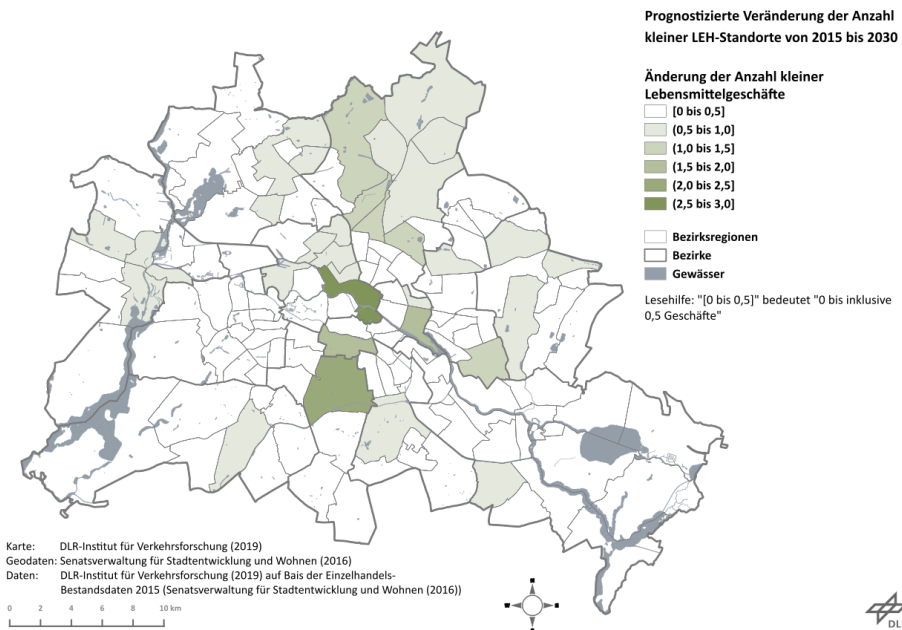 Prognostizierte Veränderung der Anzahl
kleiner LEH-Standorte von 2015 bis 2030
Änderung der Anzahl kleiner
Lebensmittelgeschäfte
[0 bis 0,5]
(0,5 bis 1,0]
(1,0 bis 1,5]
(1,5 bis 2,0]
(2,0 bis 2,5]
(2,5 bis 3,0]
Bezirksregionen
Bezirke
Gewässer
Lesehilfe: "[0 bis 0,5]" bedeutet "0 bis inklusive
0,5 Geschäfte"
Karte: DLR-Institut für Verkehrsforschung (2019)
Geodaten: Senatsverwaltung für Stadtentwicklung und Wohnen (2016)
Daten: DLR-Institut für Verkehrsforschung (2019) auf Bais der Einzelhandels-
Bestandsdaten 2015 (Senatsverwaltung für Stadtentwicklung und Wohnen (2016))
0 2 4 6 8 10 km
DL